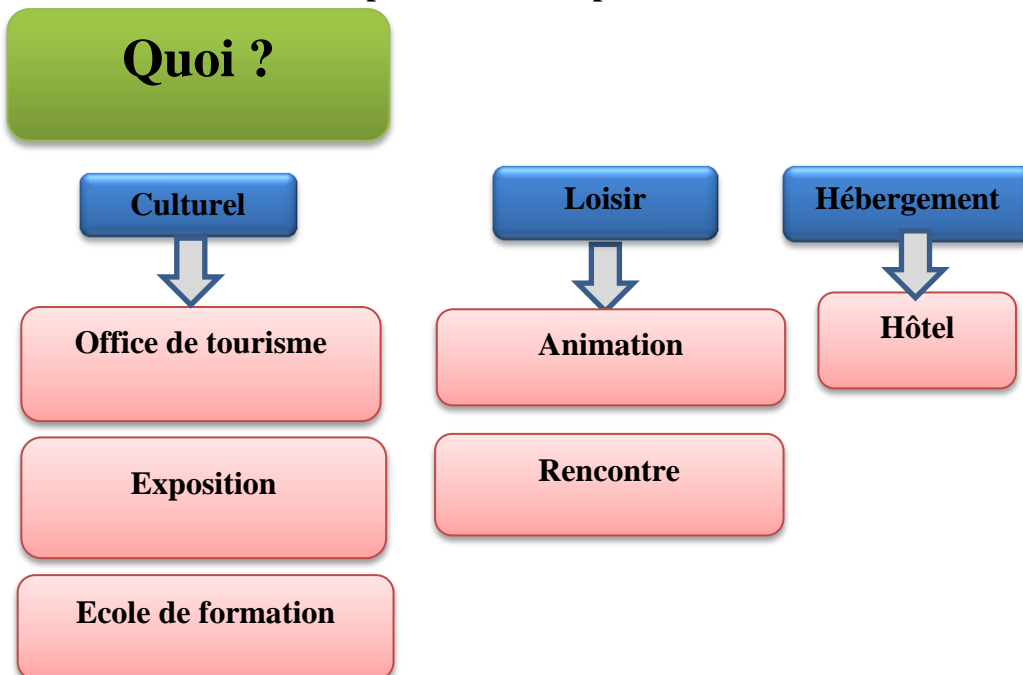 Quoi ?
Culturel
Office de tourisme
Exposition
Ecole de formation
Loisir
Animation
Rencontre
Hébergement
Hôtel